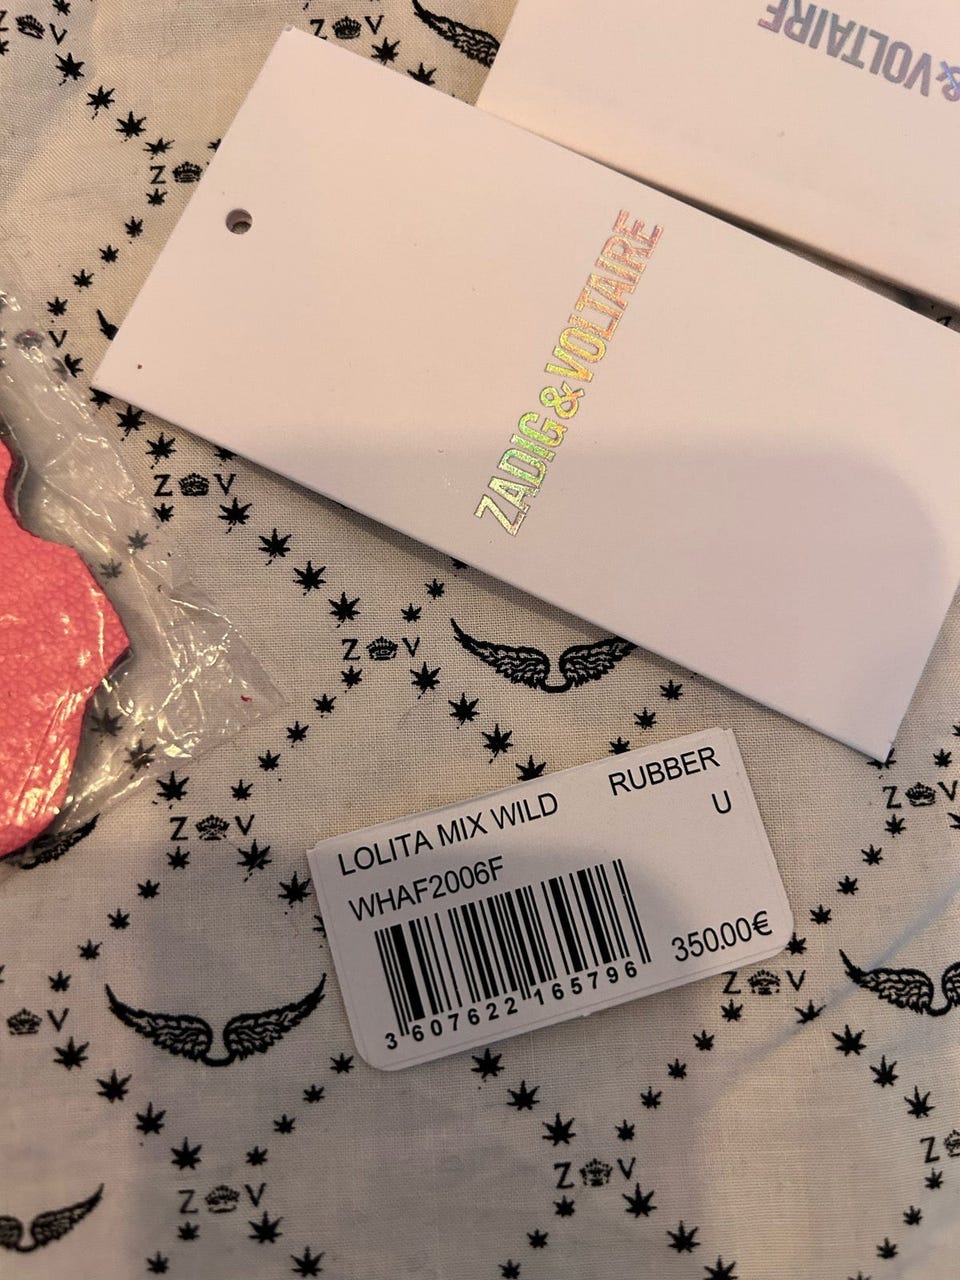 &VOLTAIRE
ZADIG&VOLTAIRE
LOLITA MIX WILD RUBBER
WHAF2006F U
350.00€
3 607622 165796
Z V
Z V
Z V
Z V
Z V
Z V
Z V
Z V
Z V
V
V
V
Z